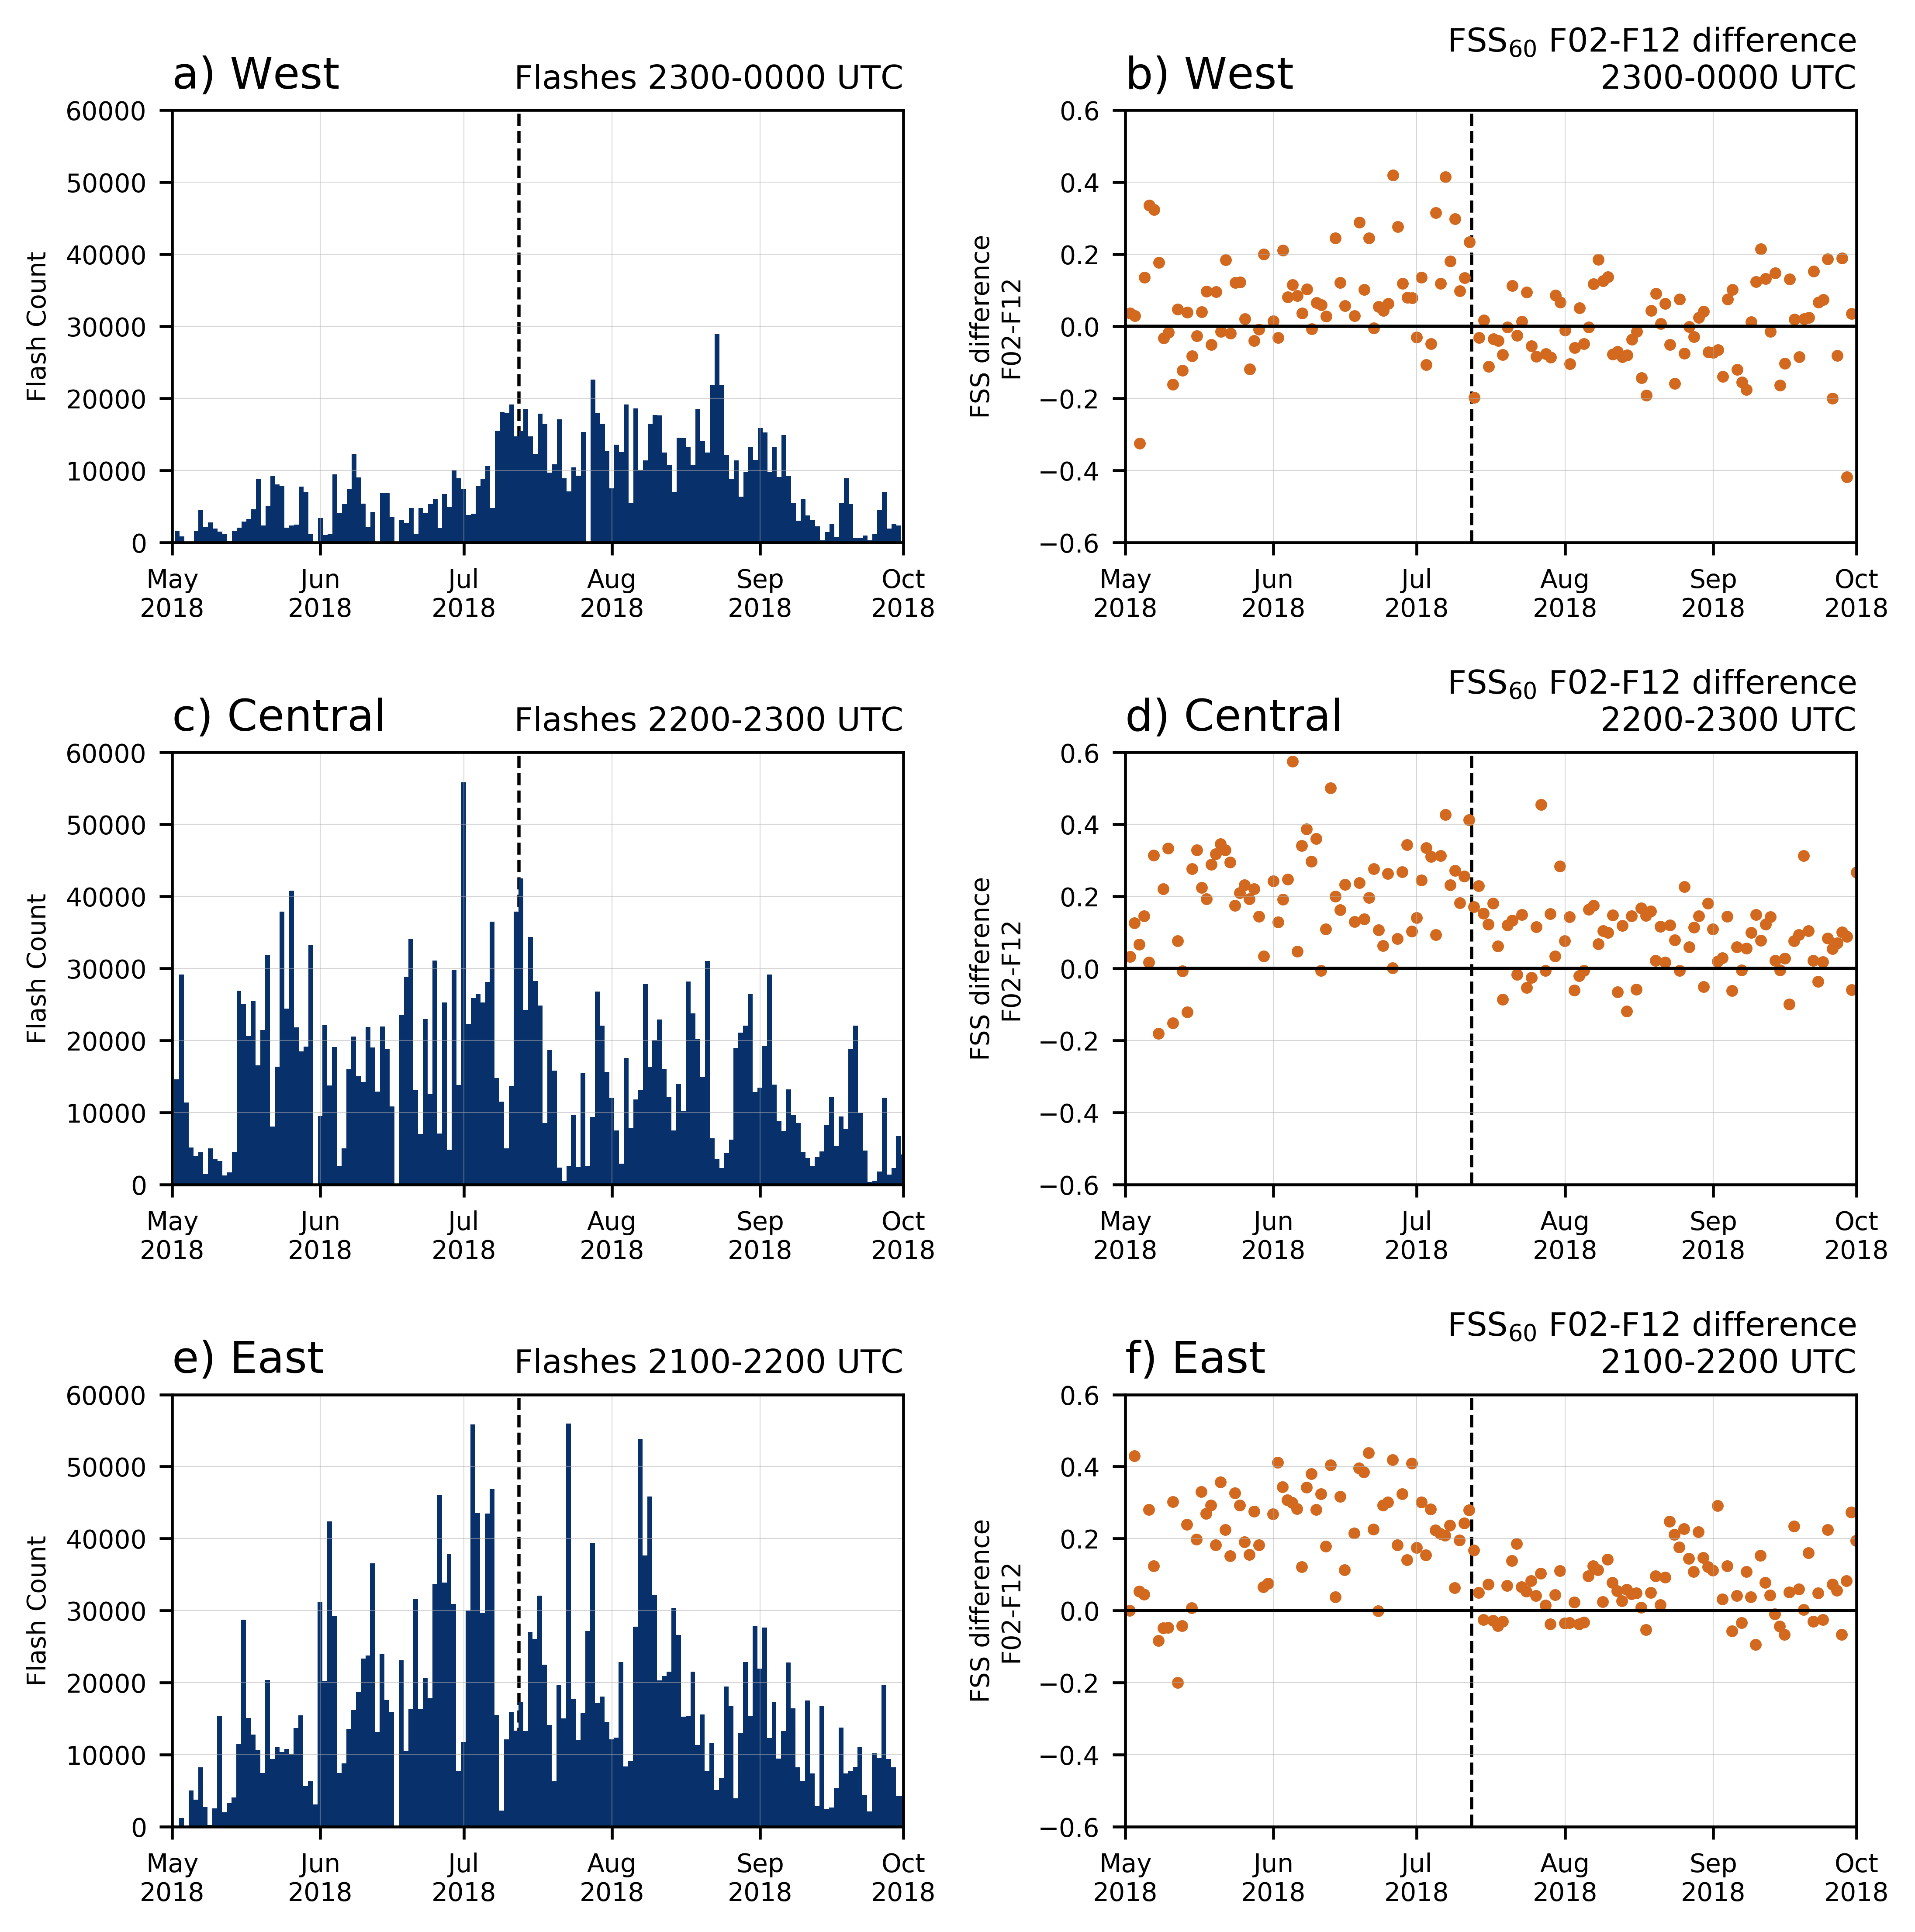 a) West
Flashes 2300-0000 UTC
60000
50000
40000
30000
20000
10000
0
Flash Count
May Jun Jul Aug Sep Oct
2018 2018 2018 2018 2018 2018
FSS60 F02-F12 difference
b) West
2300-0000 UTC
0.6
0.4
0.2
0.0
−0.2
−0.4
−0.6
FSS difference
F02-F12
May Jun Jul Aug Sep Oct
2018 2018 2018 2018 2018 2018
c) Central
Flashes 2200-2300 UTC
60000
50000
40000
30000
20000
10000
0
Flash Count
May Jun Jul Aug Sep Oct
2018 2018 2018 2018 2018 2018
FSS60 F02-F12 difference
d) Central
2200-2300 UTC
0.6
0.4
0.2
0.0
−0.2
−0.4
−0.6
FSS difference
F02-F12
May Jun Jul Aug Sep Oct
2018 2018 2018 2018 2018 2018
e) East
Flashes 2100-2200 UTC
60000
50000
40000
30000
20000
10000
0
Flash Count
May Jun Jul Aug Sep Oct
2018 2018 2018 2018 2018 2018
FSS60 F02-F12 difference
f) East
2100-2200 UTC
0.6
0.4
0.2
0.0
−0.2
−0.4
−0.6
FSS difference
F02-F12
May Jun Jul Aug Sep Oct
2018 2018 2018 2018 2018 2018